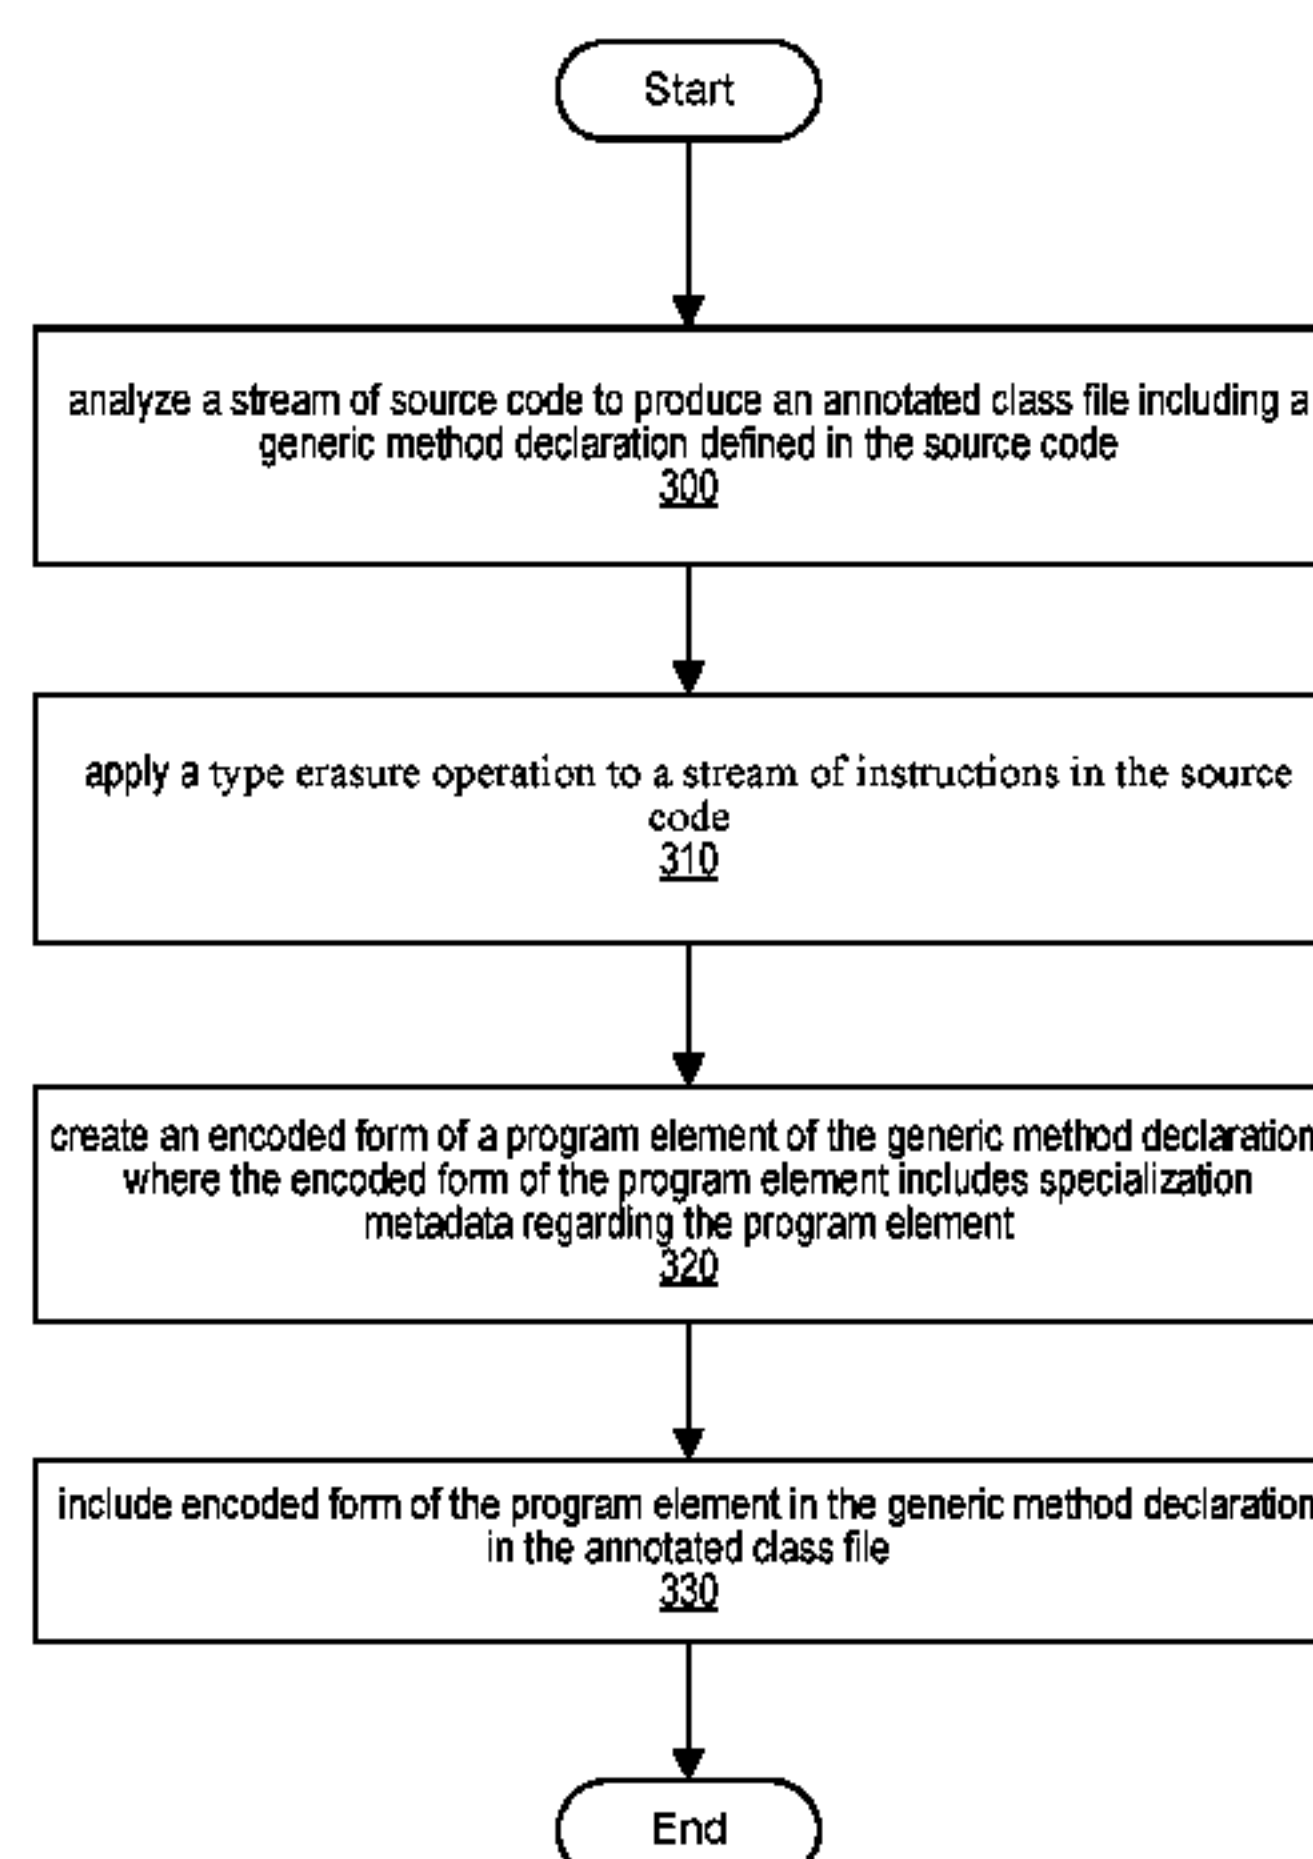 Start
analyze a stream of source code to produce an annotated class file including a
generic method declaration defined in the source code
300
apply a type erasure operation to a stream of instructions in the source
code
310
create an encoded form of a program element of the generic method declaration
where the encoded form of the program element includes specialization
metadata regarding the program element
320
include encoded form of the program element in the generic method declaration
in the annotated class file
330
End